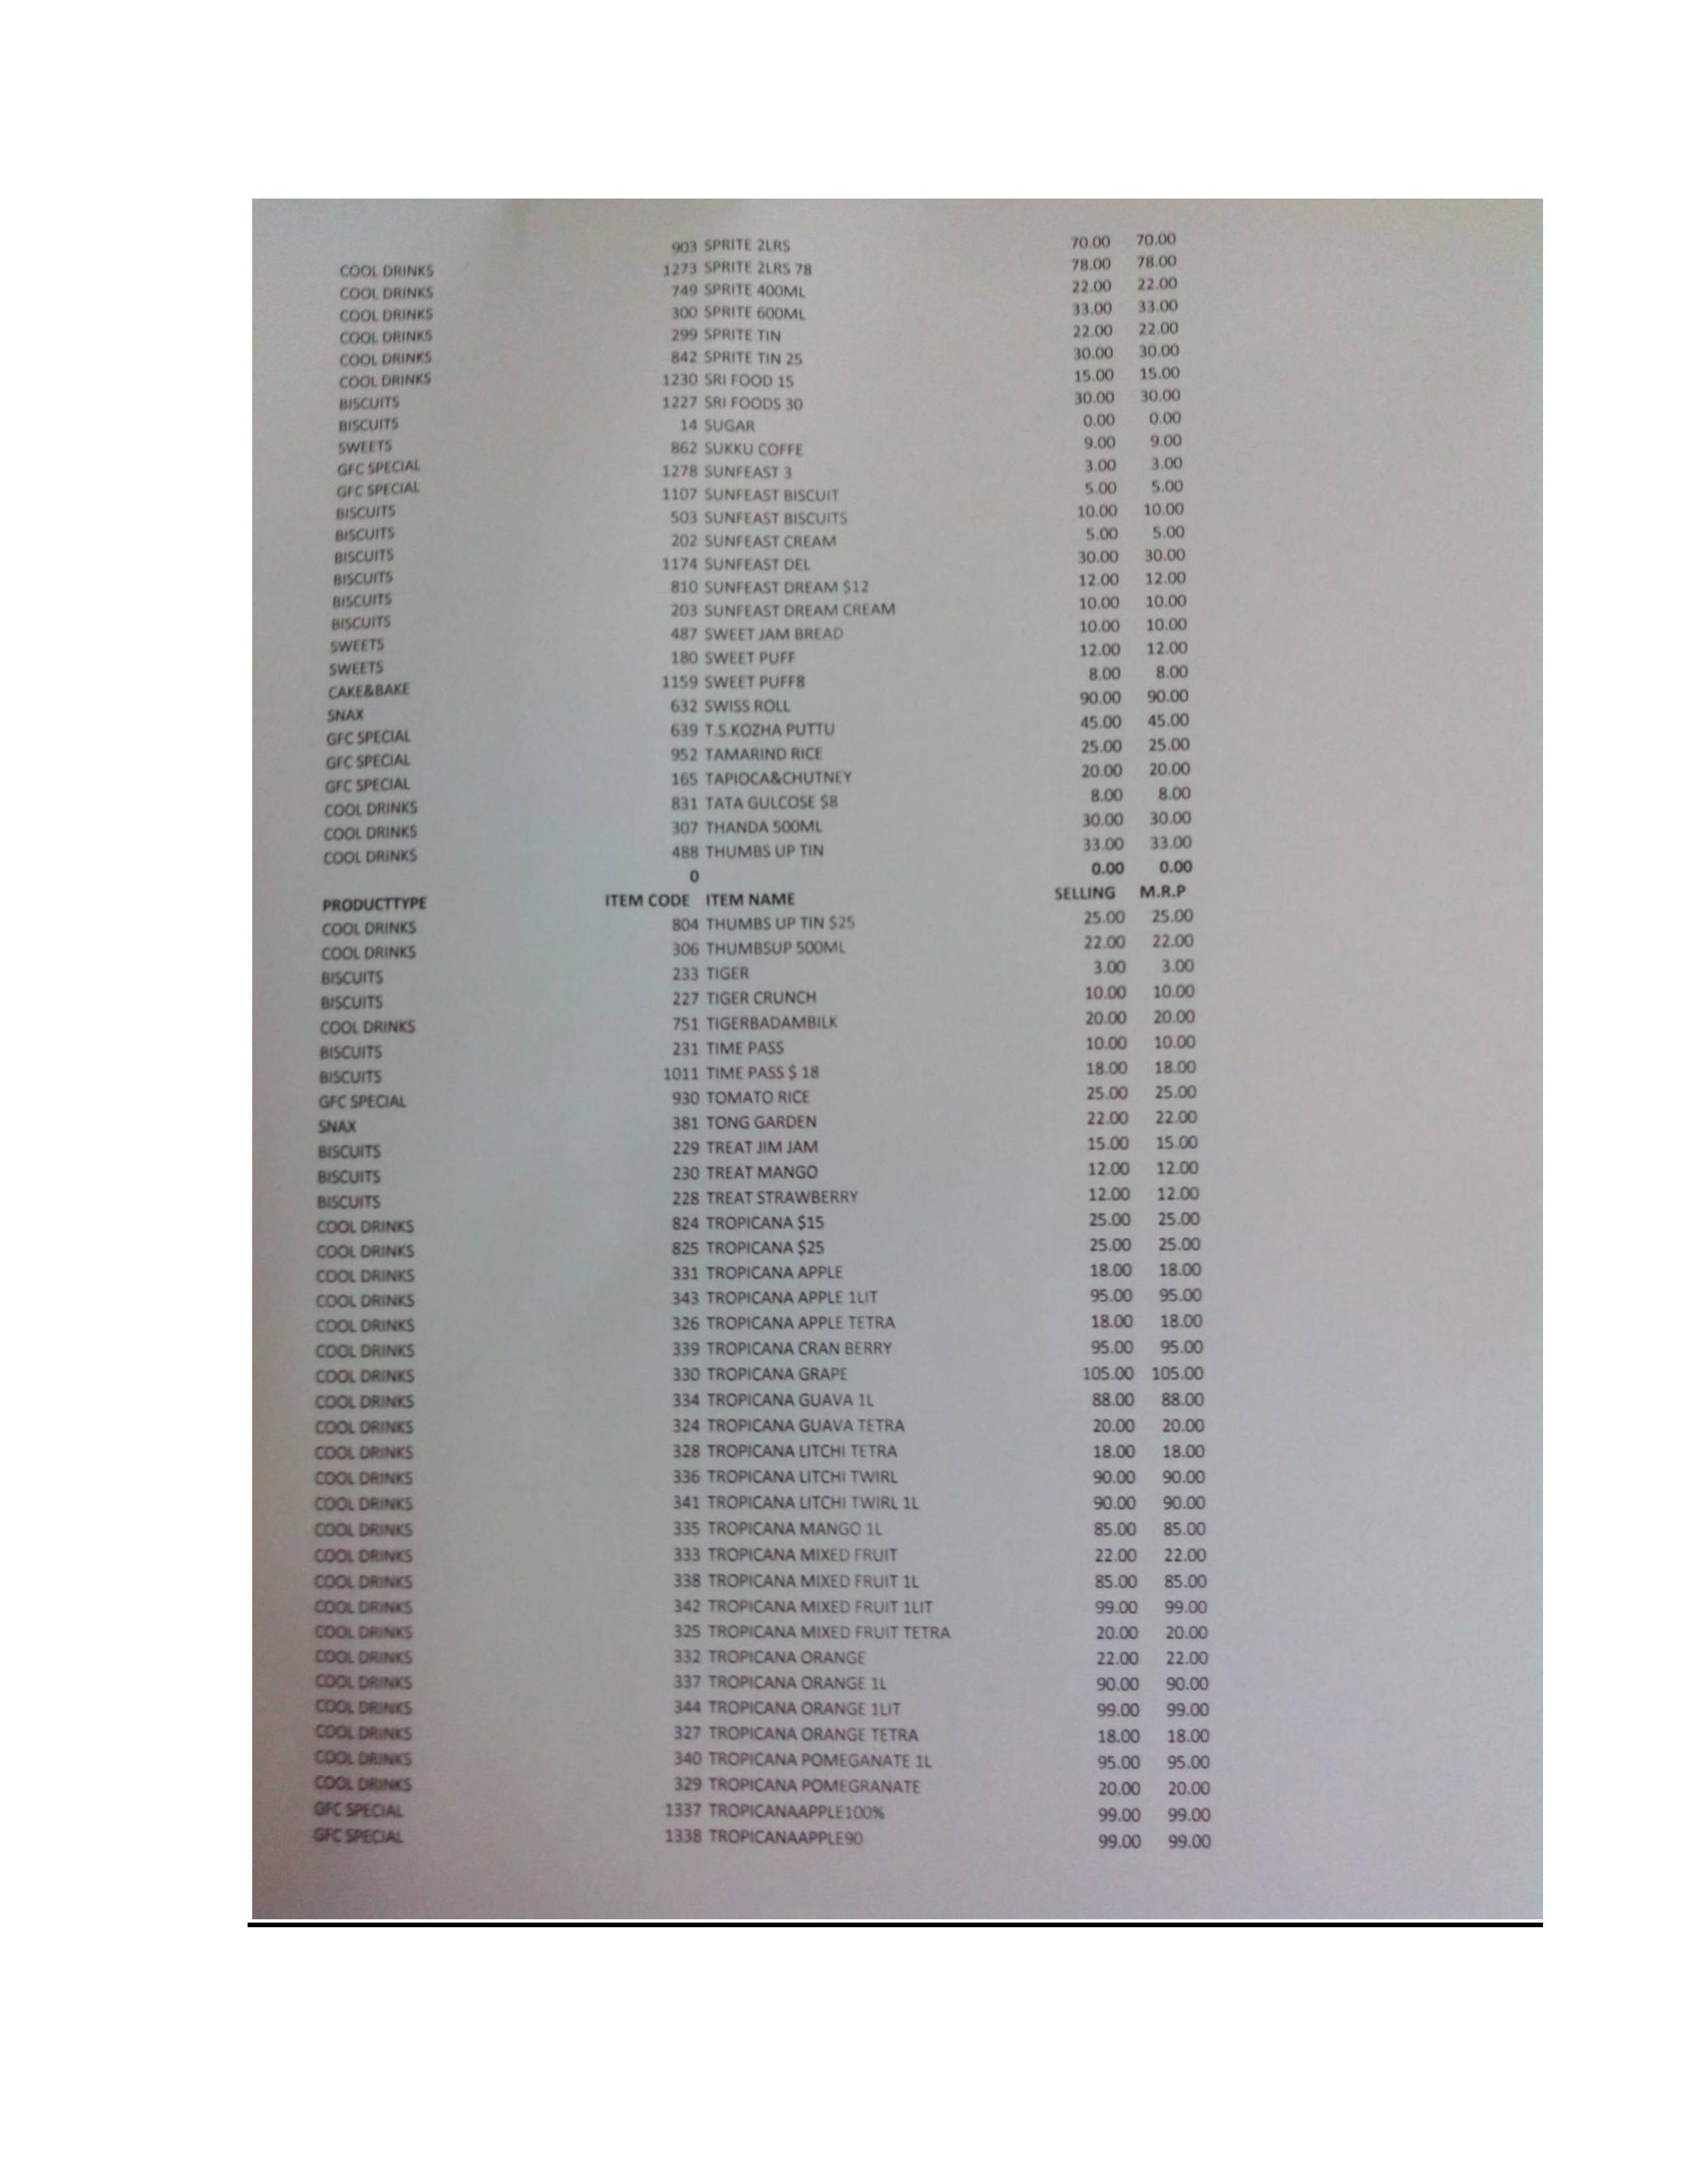 COOL DRINKS 903 SPRITE 2LRS 70.00 70.00
COOL DRINKS 1273 SPRITE 2LRS 78 78.00 78.00
COOL DRINKS 749 SPRITE 400ML 22.00 22.00
COOL DRINKS 300 SPRITE 600ML 33.00 33.00
COOL DRINKS 299 SPRITE TIN 22.00 22.00
COOL DRINKS 842 SPRITE TIN 25 30.00 30.00
BISCUITS 1230 SRI FOOD 15 15.00 15.00
BISCUITS 1227 SRI FOODS 30 30.00 30.00
SWEETS 14 SUGAR 0.00 0.00
GFC SPECIAL 862 SUKKU COFFE 9.00 9.00
GFC SPECIAL 1278 SUNFEAST 3 3.00 3.00
BISCUITS 1107 SUNFEAST BISCUIT 5.00 5.00
BISCUITS 503 SUNFEAST BISCUITS 10.00 10.00
BISCUITS 202 SUNFEAST CREAM 5.00 5.00
BISCUITS 1174 SUNFEAST DEL 30.00 30.00
BISCUITS 810 SUNFEAST DREAM $12 12.00 12.00
BISCUITS 203 SUNFEAST DREAM CREAM 10.00 10.00
SWEETS 487 SWEET JAM BREAD 10.00 10.00
SWEETS 180 SWEET PUFF 12.00 12.00
CAKE&BAKE 1159 SWEET PUFF8 8.00 8.00
SNAX 632 SWISS ROLL 90.00 90.00
GFC SPECIAL 639 T.S.KOZHA PUTTU 45.00 45.00
GFC SPECIAL 952 TAMARIND RICE 25.00 25.00
GFC SPECIAL 165 TAPIOCA&CHUTNEY 20.00 20.00
COOL DRINKS 831 TATA GULCOSE $8 8.00 8.00
COOL DRINKS 307 THANDA 500ML 30.00 30.00
COOL DRINKS 488 THUMBS UP TIN 33.00 33.00
0 0.00 0.00
PRODUCTTYPE ITEM CODE ITEM NAME SELLING M.R.P
COOL DRINKS 804 THUMBS UP TIN $25 25.00 25.00
COOL DRINKS 306 THUMBSUP 500ML 22.00 22.00
BISCUITS 233 TIGER 3.00 3.00
BISCUITS 227 TIGER CRUNCH 10.00 10.00
COOL DRINKS 751 TIGERBADAMBILK 20.00 20.00
BISCUITS 231 TIME PASS 10.00 10.00
BISCUITS 1011 TIME PASS $ 18 18.00 18.00
GFC SPECIAL 930 TOMATO RICE 25.00 25.00
SNAX 381 TONG GARDEN 22.00 22.00
BISCUITS 229 TREAT JIM JAM 15.00 15.00
BISCUITS 230 TREAT MANGO 12.00 12.00
BISCUITS 228 TREAT STRAWBERRY 12.00 12.00
COOL DRINKS 824 TROPICANA $15 25.00 25.00
COOL DRINKS 825 TROPICANA $25 25.00 25.00
COOL DRINKS 331 TROPICANA APPLE 18.00 18.00
COOL DRINKS 343 TROPICANA APPLE 1LIT 95.00 95.00
COOL DRINKS 326 TROPICANA APPLE TETRA 18.00 18.00
COOL DRINKS 339 TROPICANA CRAN BERRY 95.00 95.00
COOL DRINKS 330 TROPICANA GRAPE 105.00 105.00
COOL DRINKS 334 TROPICANA GUAVA 1L 88.00 88.00
COOL DRINKS 324 TROPICANA GUAVA TETRA 20.00 20.00
COOL DRINKS 328 TROPICANA LITCHI TETRA 18.00 18.00
COOL DRINKS 336 TROPICANA LITCHI TWIRL 90.00 90.00
COOL DRINKS 341 TROPICANA LITCHI TWIRL 1L 90.00 90.00
COOL DRINKS 335 TROPICANA MANGO 1L 85.00 85.00
COOL DRINKS 333 TROPICANA MIXED FRUIT 22.00 22.00
COOL DRINKS 338 TROPICANA MIXED FRUIT 1L 85.00 85.00
COOL DRINKS 342 TROPICANA MIXED FRUIT 1LIT 99.00 99.00
COOL DRINKS 325 TROPICANA MIXED FRUIT TETRA 20.00 20.00
COOL DRINKS 332 TROPICANA ORANGE 22.00 22.00
COOL DRINKS 337 TROPICANA ORANGE 1L 90.00 90.00
COOL DRINKS 344 TROPICANA ORANGE 1LIT 99.00 99.00
COOL DRINKS 327 TROPICANA ORANGE TETRA 18.00 18.00
COOL DRINKS 340 TROPICANA POMEGANATE 1L 95.00 95.00
COOL DRINKS 329 TROPICANA POMEGRANATE 20.00 20.00
GFC SPECIAL 1337 TROPICANAAPPLE100% 99.00 99.00
GFC SPECIAL 1338 TROPICANAAPPLE90 99.00 99.00